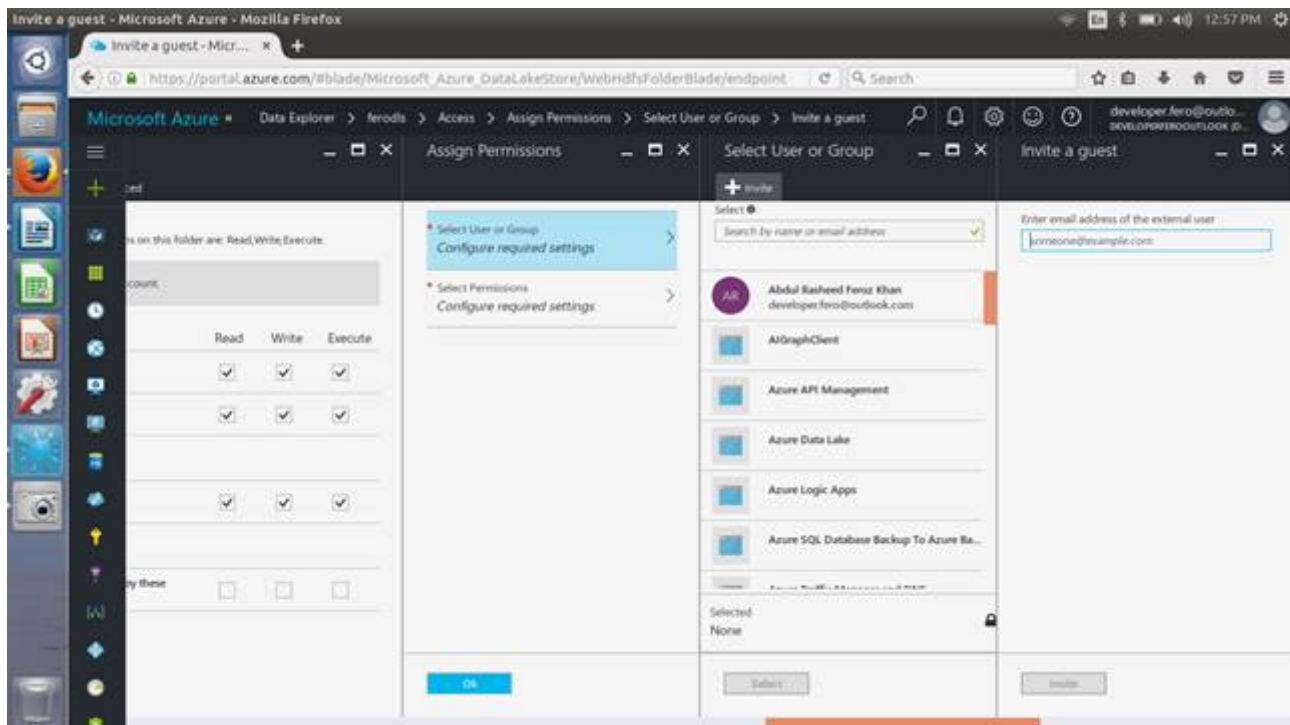 Invite a guest - Microsoft Azure - Mozilla Firefox
En
12:57 PM
Invite a guest - Micr...
https://portal.azure.com/#blade/Microsoft_Azure_DataLakeStore/WebHdfsFolderBlade/endpoint
Search
Microsoft Azure
Data Explorer > ferodls > Access > Assign Permissions > Select User or Group > Invite a guest
developer.fero@outlo...
Assign Permissions
Select User or Group
Invite a guest
Invite
ns on this folder are: Read,Write,Execute.
count.
Read Write Execute
by these
* Select User or Group
Configure required settings
* Select Permissions
Configure required settings
Ok
Select
Search by name or email address
AR
Abdul Rasheed Feroz Khan
developer.fero@outlook.com
AIGraphClient
Azure API Management
Azure Data Lake
Azure Logic Apps
Azure SQL Database Backup To Azure Ba...
Selected
None
Select
Enter email address of the external user
someone@example.com
Invite